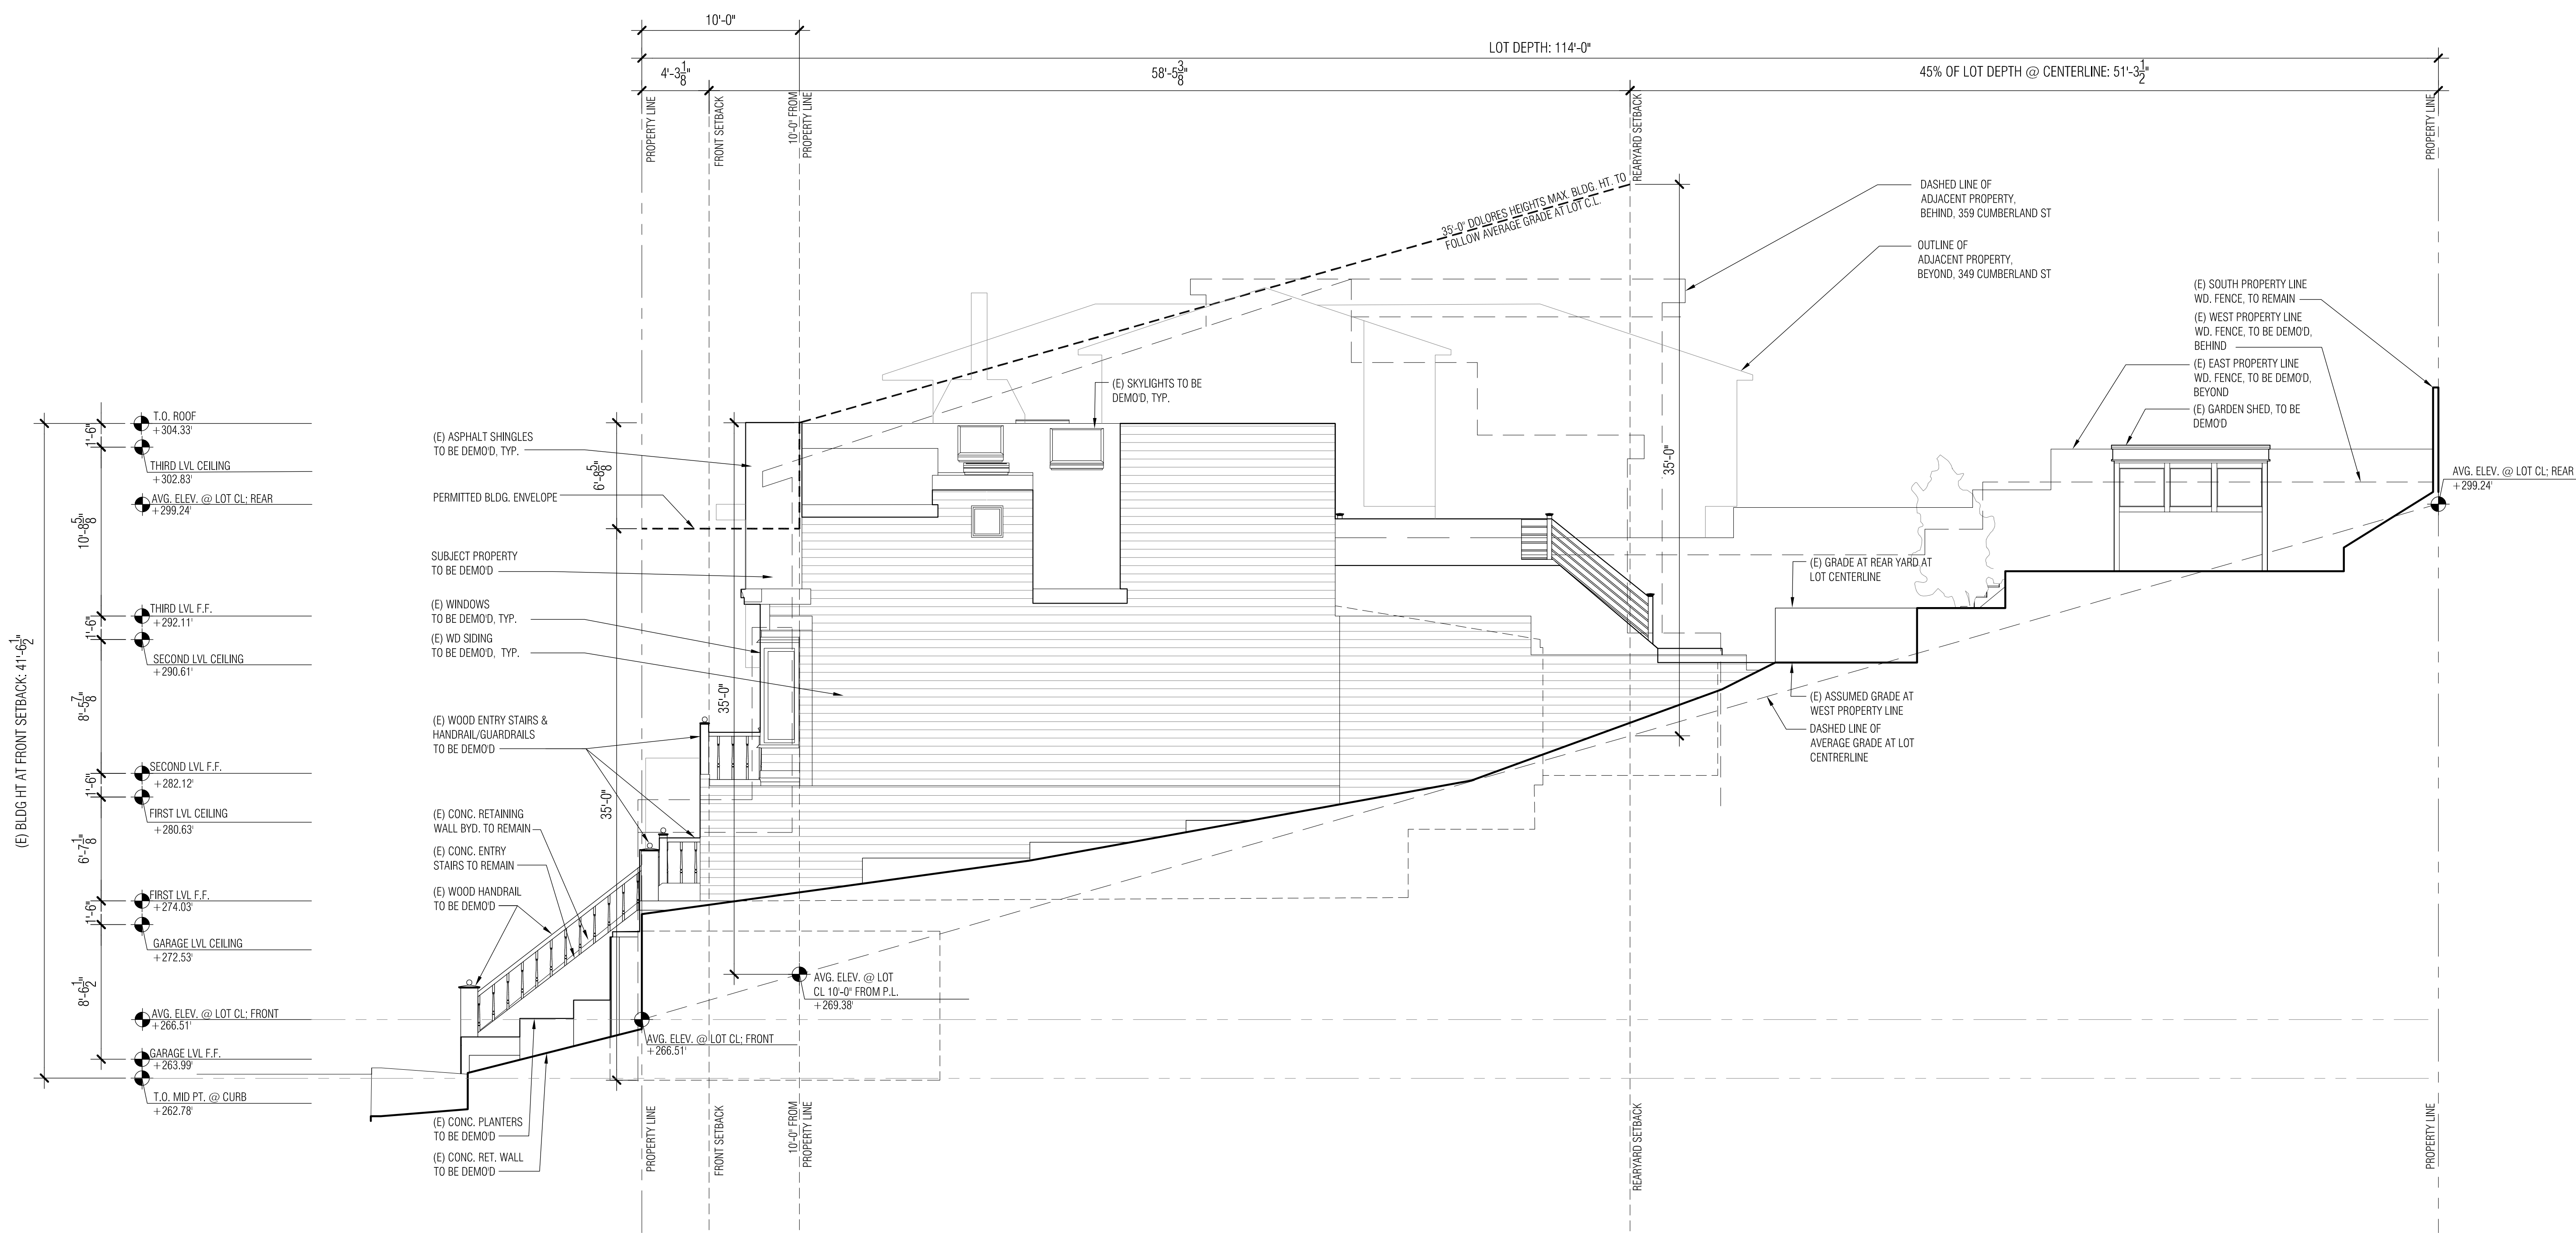 10'-0"
LOT DEPTH: 114'-0"
4'-3 1/8"
58'-5 3/8"
45% OF LOT DEPTH @ CENTERLINE: 51'-3 1/2"
PROPERTY LINE
FRONT SETBACK
10'-0" FROM
PROPERTY LINE
REARYARD SETBACK
PROPERTY LINE
35'-0" DOLORES HEIGHTS MAX. BLDG. HT. TO
FOLLOW AVERAGE GRADE AT LOT C.L.
DASHED LINE OF
ADJACENT PROPERTY,
BEHIND, 359 CUMBERLAND ST
OUTLINE OF
ADJACENT PROPERTY,
BEYOND, 349 CUMBERLAND ST
(E) SOUTH PROPERTY LINE
WD. FENCE, TO REMAIN
(E) WEST PROPERTY LINE
WD. FENCE, TO BE DEMO'D,
BEHIND
(E) EAST PROPERTY LINE
WD. FENCE, TO BE DEMO'D,
BEYOND
(E) GARDEN SHED, TO BE
DEMO'D
AVG. ELEV. @ LOT CL; REAR
+299.24'
(E) SKYLIGHTS TO BE
DEMO'D, TYP.
35'-0"
(E) GRADE AT REAR YARD AT
LOT CENTERLINE
(E) ASSUMED GRADE AT
WEST PROPERTY LINE
DASHED LINE OF
AVERAGE GRADE AT LOT
CENTRERLINE
(E) BLDG HT AT FRONT SETBACK: 41'-6 1/2"
1'-6"
10'-8 5/8"
1'-6"
8'-5 7/8"
1'-6"
6'-7 1/8"
1'-6"
8'-6 1/2"
T.O. ROOF
+304.33'
THIRD LVL CEILING
+302.83'
AVG. ELEV. @ LOT CL; REAR
+299.24'
THIRD LVL F.F.
+292.11'
SECOND LVL CEILING
+290.61'
SECOND LVL F.F.
+282.12'
FIRST LVL CEILING
+280.63'
FIRST LVL F.F.
+274.03'
GARAGE LVL CEILING
+272.53'
AVG. ELEV. @ LOT CL; FRONT
+266.51'
GARAGE LVL F.F.
+263.99'
T.O. MID PT. @ CURB
+262.78'
(E) ASPHALT SHINGLES
TO BE DEMO'D, TYP.
PERMITTED BLDG. ENVELOPE
SUBJECT PROPERTY
TO BE DEMO'D
(E) WINDOWS
TO BE DEMO'D, TYP.
(E) WD SIDING
TO BE DEMO'D, TYP.
(E) WOOD ENTRY STAIRS &
HANDRAIL/GUARDRAILS
TO BE DEMO'D
(E) CONC. RETAINING
WALL BYD. TO REMAIN
(E) CONC. ENTRY
STAIRS TO REMAIN
(E) WOOD HANDRAIL
TO BE DEMO'D
(E) CONC. PLANTERS
TO BE DEMO'D
(E) CONC. RET. WALL
TO BE DEMO'D
6'-8 5/8"
35'-0"
35'-0"
AVG. ELEV. @ LOT
CL 10'-0" FROM P.L.
+269.38'
AVG. ELEV. @ LOT CL; FRONT
+266.51'
PROPERTY LINE
FRONT SETBACK
10'-0" FROM
PROPERTY LINE
REARYARD SETBACK
PROPERTY LINE